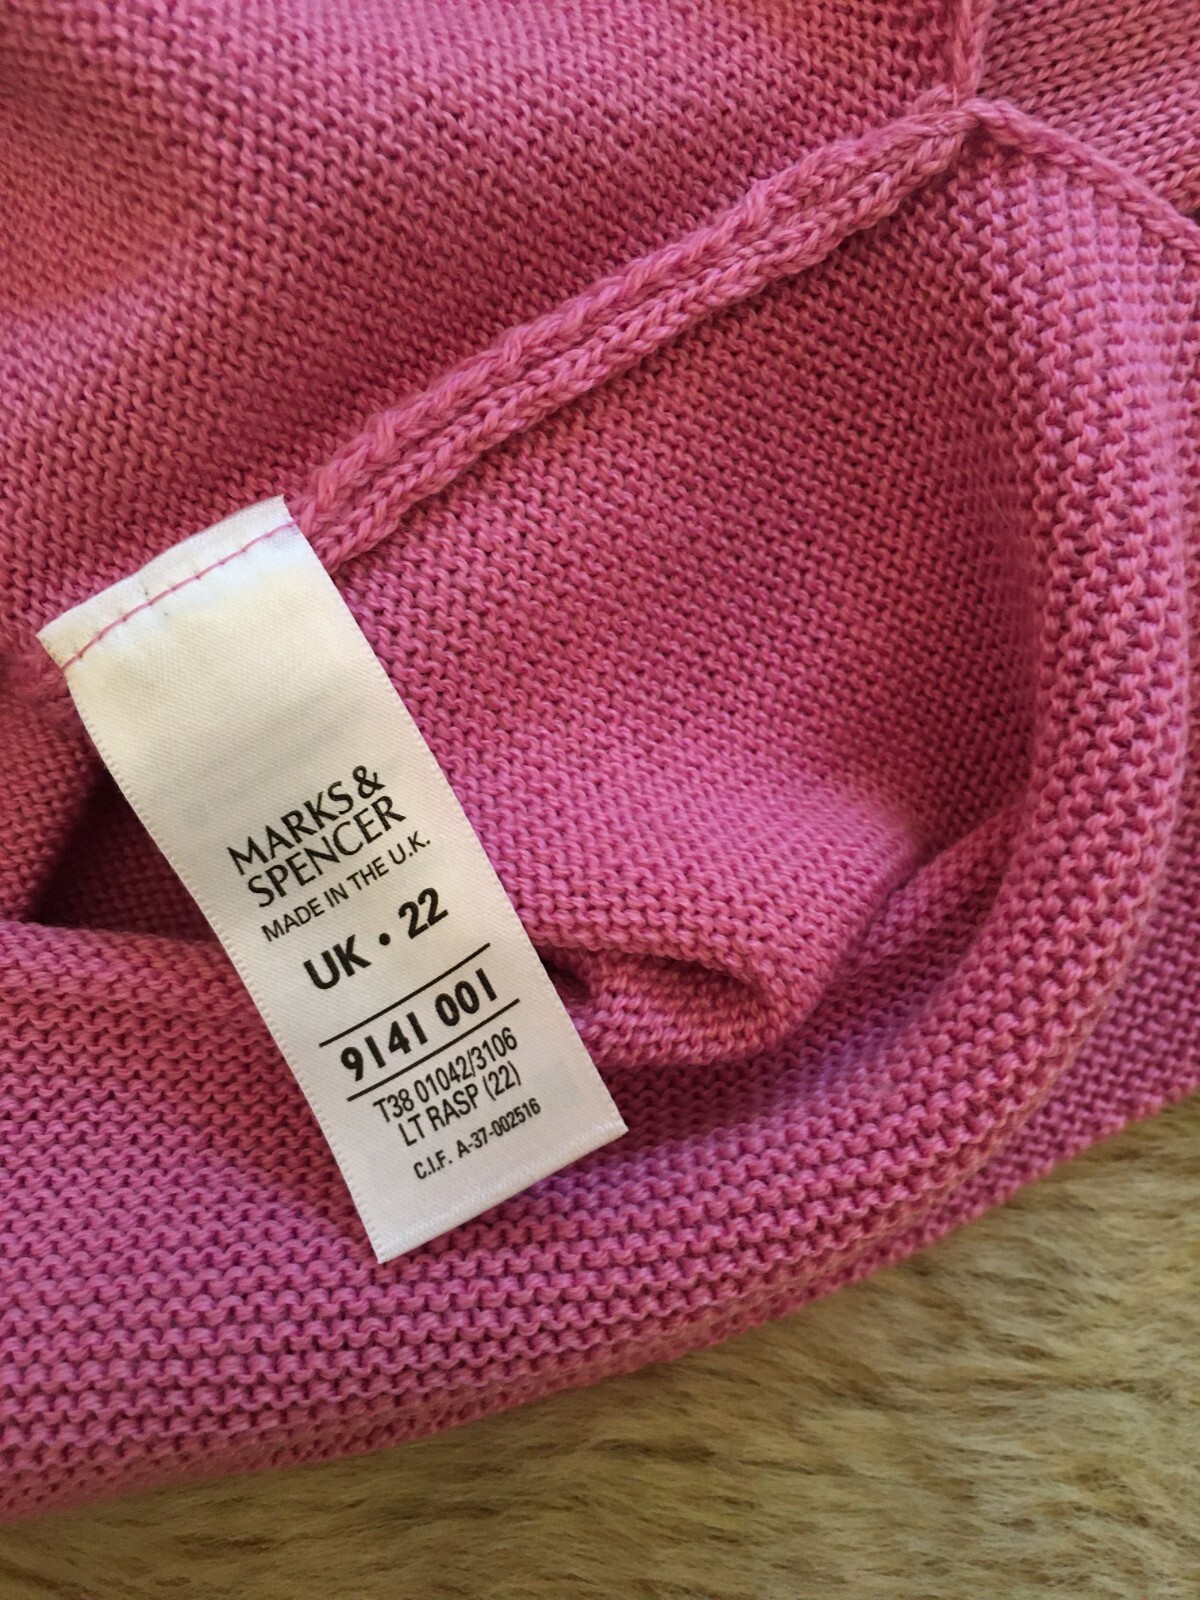 MARKS &
SPENCER
MADE IN THE U.K.
UK • 22
9141 001
T38 01042/3106
LT RASP (22)
C.I.F. A-37-002516